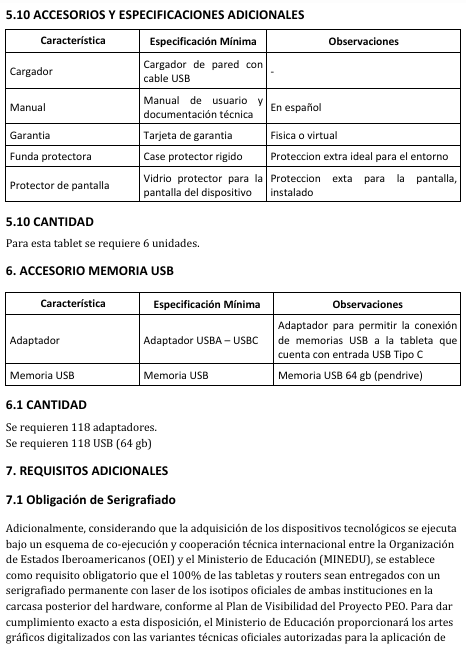 5.10 ACCESORIOS Y ESPECIFICACIONES ADICIONALES
Característica Especificación Mínima Observaciones
Cargador Cargador de pared con cable USB -
Manual Manual de usuario y documentación técnica En español
Garantia Tarjeta de garantia Fisica o virtual
Funda protectora Case protector rigido Proteccion extra ideal para el entorno
Protector de pantalla Vidrio protector para la pantalla del dispositivo Proteccion exta para la pantalla, instalado
5.10 CANTIDAD
Para esta tablet se requiere 6 unidades.
6. ACCESORIO MEMORIA USB
Característica Especificación Mínima Observaciones
Adaptador Adaptador USBA – USBC Adaptador para permitir la conexión de memorias USB a la tableta que cuenta con entrada USB Tipo C
Memoria USB Memoria USB Memoria USB 64 gb (pendrive)
6.1 CANTIDAD
Se requieren 118 adaptadores.
Se requieren 118 USB (64 gb)
7. REQUISITOS ADICIONALES
7.1 Obligación de Serigrafiado
Adicionalmente, considerando que la adquisición de los dispositivos tecnológicos se ejecuta
bajo un esquema de co-ejecución y cooperación técnica internacional entre la Organización
de Estados Iberoamericanos (OEI) y el Ministerio de Educación (MINEDU), se establece
como requisito obligatorio que el 100% de las tabletas y routers sean entregados con un
serigrafiado permanente con laser de los isotipos oficiales de ambas instituciones en la
carcasa posterior del hardware, conforme al Plan de Visibilidad del Proyecto PEO. Para dar
cumplimiento exacto a esta disposición, el Ministerio de Educación proporcionará los artes
gráficos digitalizados con las variantes técnicas oficiales autorizadas para la aplicación de